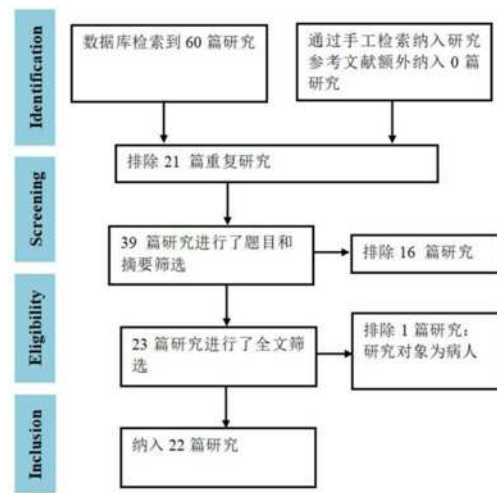 Identification
数据库检索到 60 篇研究
通过手工检索纳入研究
参考文献额外纳入 0 篇
研究
排除 21 篇重复研究
Screening
39 篇研究进行了题目和
摘要筛选
排除 16 篇研究
Eligibility
23 篇研究进行了全文筛
选
排除 1 篇研究：
研究对象为病人
Inclusion
纳入 22 篇研究